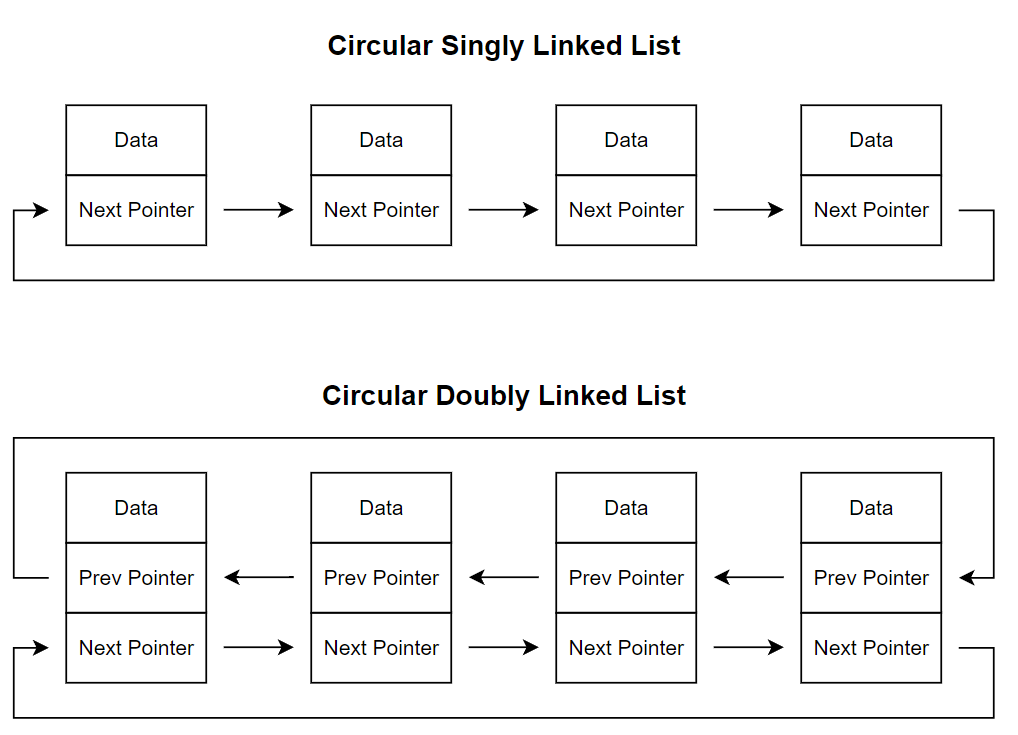 Circular Singly Linked List
Data Data Data Data
Next Pointer Next Pointer Next Pointer Next Pointer
Circular Doubly Linked List
Data Data Data Data
Prev Pointer Prev Pointer Prev Pointer Prev Pointer
Next Pointer Next Pointer Next Pointer Next Pointer